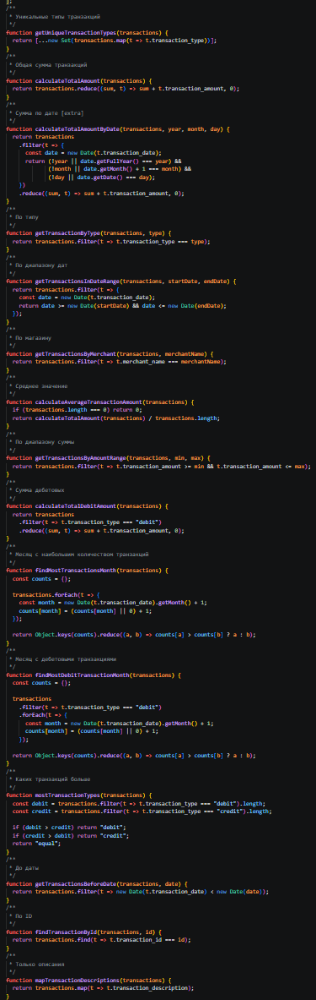 ];
/**
 * Уникальные типы транзакций
 */
function getUniqueTransactionTypes(transactions) {
  return [...new Set(transactions.map(t => t.transaction_type))];
}
/**
 * Общая сумма транзакций
 */
function calculateTotalAmount(transactions) {
  return transactions.reduce((sum, t) => sum + t.transaction_amount, 0);
}
/**
 * Сумма по дате [extra]
 */
function calculateTotalAmountByDate(transactions, year, month, day) {
  return transactions
    .filter(t => {
      const date = new Date(t.transaction_date);
      return (!year || date.getFullYear() === year) &&
             (!month || date.getMonth() + 1 === month) &&
             (!day || date.getDate() === day);
    })
    .reduce((sum, t) => sum + t.transaction_amount, 0);
}
/**
 * По типу
 */
function getTransactionByType(transactions, type) {
  return transactions.filter(t => t.transaction_type === type);
}
/**
 * По диапазону дат
 */
function getTransactionsInDateRange(transactions, startDate, endDate) {
  return transactions.filter(t => {
    const date = new Date(t.transaction_date);
    return date >= new Date(startDate) && date <= new Date(endDate);
  });
}
/**
 * По магазину
 */
function getTransactionsByMerchant(transactions, merchantName) {
  return transactions.filter(t => t.merchant_name === merchantName);
}
/**
 * Среднее значение
 */
function calculateAverageTransactionAmount(transactions) {
  if (transactions.length === 0) return 0;
  return calculateTotalAmount(transactions) / transactions.length;
}
/**
 * По диапазону суммы
 */
function getTransactionsByAmountRange(transactions, min, max) {
  return transactions.filter(t => t.transaction_amount >= min && t.transaction_amount <= max);
}
/**
 * Сумма дебетовых
 */
function calculateTotalDebitAmount(transactions) {
  return transactions
    .filter(t => t.transaction_type === "debit")
    .reduce((sum, t) => sum + t.transaction_amount, 0);
}
/**
 * Месяц с наибольшим количеством транзакций
 */
function findMostTransactionsMonth(transactions) {
  const counts = {};

  transactions.forEach(t => {
    const month = new Date(t.transaction_date).getMonth() + 1;
    counts[month] = (counts[month] || 0) + 1;
  });

  return Object.keys(counts).reduce((a, b) => counts[a] > counts[b] ? a : b);
}
/**
 * Месяц с дебетовыми транзакциями
 */
function findMostDebitTransactionMonth(transactions) {
  const counts = {};

  transactions
    .filter(t => t.transaction_type === "debit")
    .forEach(t => {
      const month = new Date(t.transaction_date).getMonth() + 1;
      counts[month] = (counts[month] || 0) + 1;
    });

  return Object.keys(counts).reduce((a, b) => counts[a] > counts[b] ? a : b);
}
/**
 * Каких транзакций больше
 */
function mostTransactionTypes(transactions) {
  const debit = transactions.filter(t => t.transaction_type === "debit").length;
  const credit = transactions.filter(t => t.transaction_type === "credit").length;

  if (debit > credit) return "debit";
  if (credit > debit) return "credit";
  return "equal";
}
/**
 * До даты
 */
function getTransactionsBeforeDate(transactions, date) {
  return transactions.filter(t => new Date(t.transaction_date) < new Date(date));
}
/**
 * По ID
 */
function findTransactionById(transactions, id) {
  return transactions.find(t => t.transaction_id === id);
}
/**
 * Только описания
 */
function mapTransactionDescriptions(transactions) {
  return transactions.map(t => t.transaction_description);
}